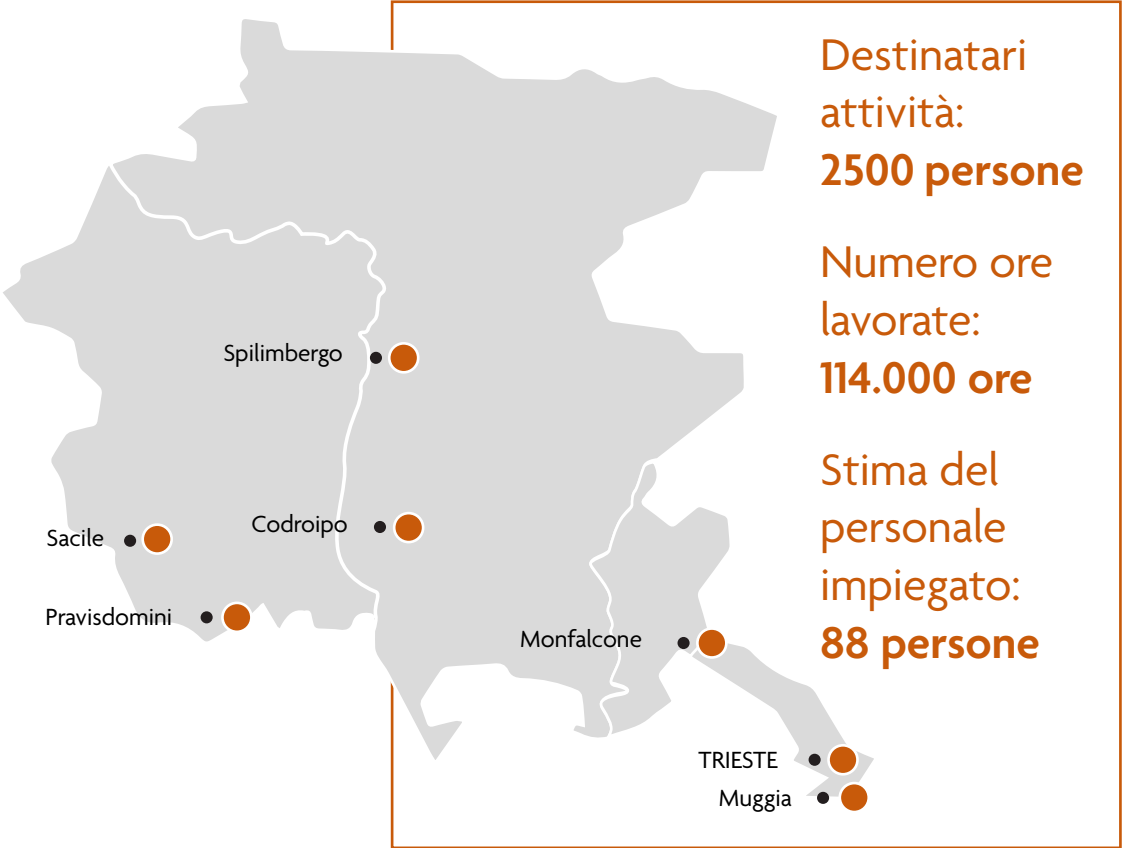 Destinatari
attività:
2500 persone
Numero ore
lavorate:
114.000 ore
Stima del
personale
impiegato:
88 persone
Spilimbergo
Codroipo
Sacile
Pravisdomini
Monfalcone
TRIESTE
Muggia